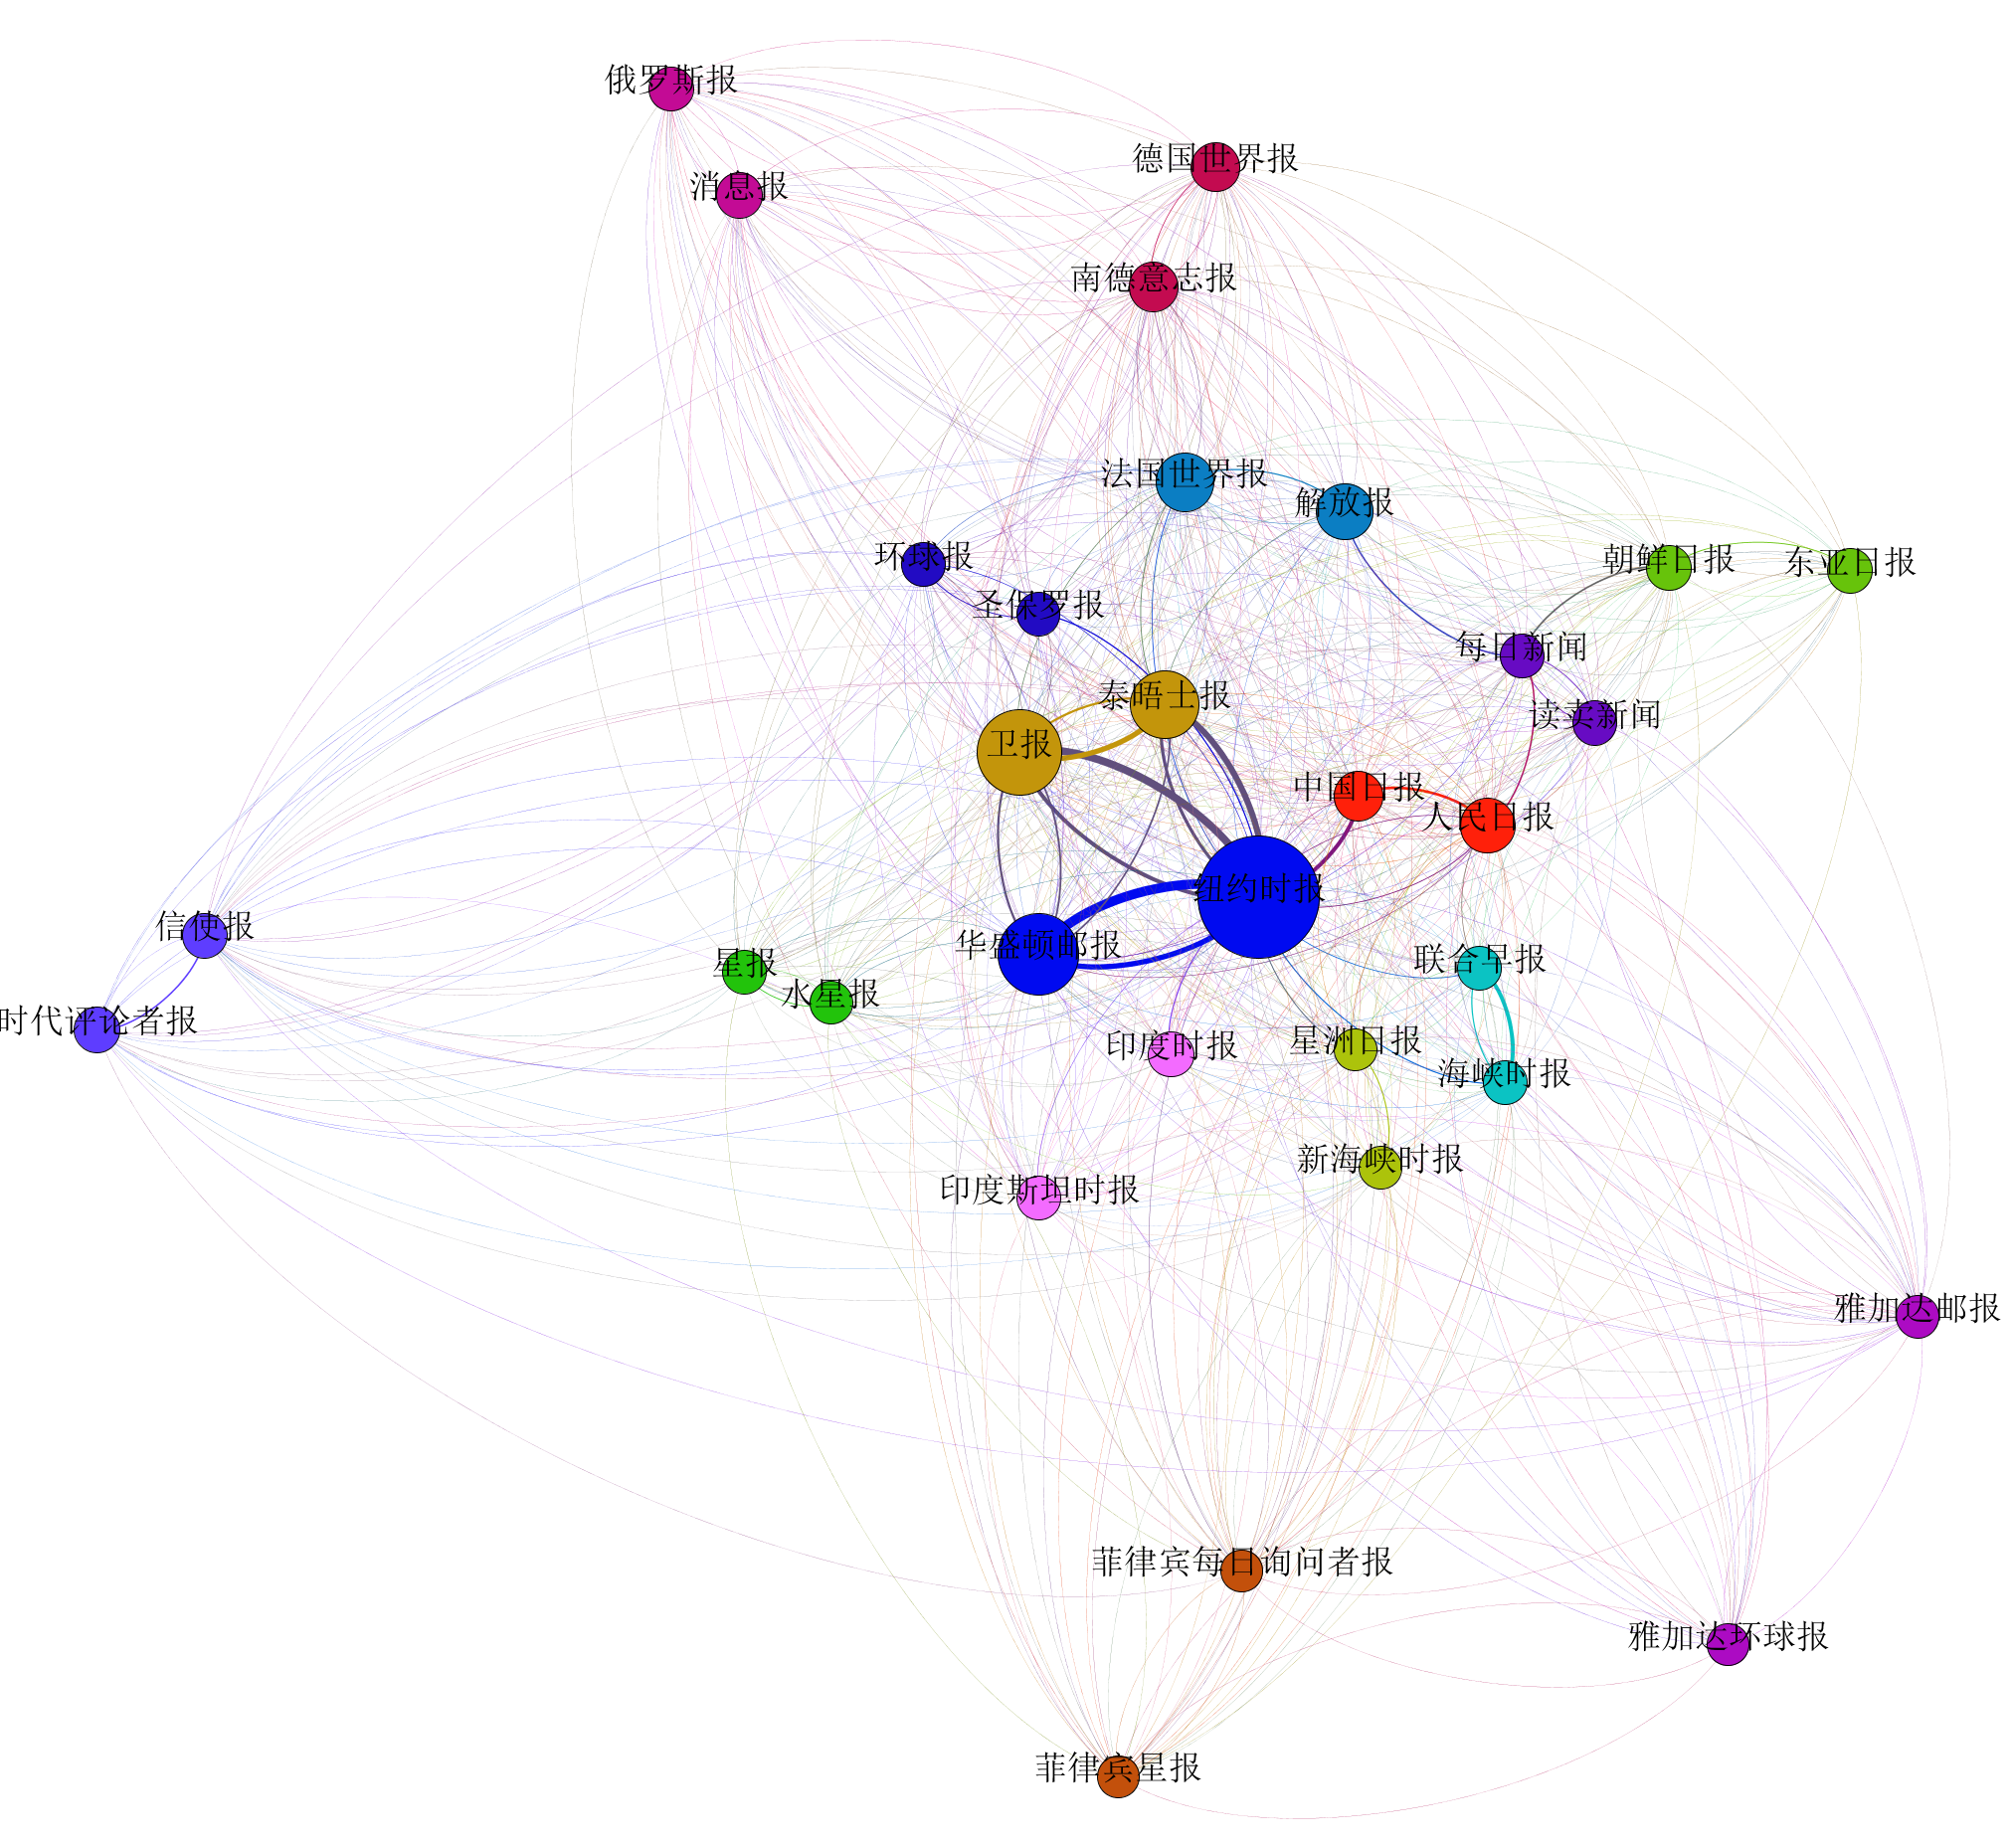 俄罗斯报
德国世界报
消息报
南德意志报
法国世界报
解放报
环球报
朝鲜日报
东亚日报
圣保罗报
每日新闻
泰晤士报
读卖新闻
卫报
中国日报
人民日报
纽约时报
信使报
华盛顿邮报
星报
联合早报
水星报
时代评论者报
印度时报
星洲日报
海峡时报
新海峡时报
印度斯坦时报
雅加达邮报
菲律宾每日询问者报
雅加达环球报
菲律宾星报